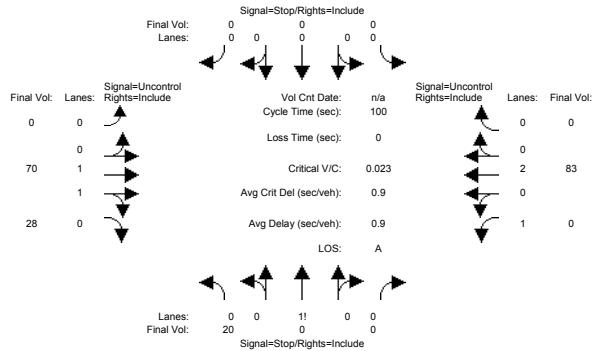 Signal=Stop/Rights=Include
Final Vol: 0 0 0
Lanes: 0 0 0 0 0
Signal=Uncontrol Signal=Uncontrol
Final Vol: Lanes: Rights=Include Vol Cnt Date: n/a Rights=Include Lanes: Final Vol:
Cycle Time (sec): 100
0 0 0 0
Loss Time (sec): 0
0 0
70 1 Critical V/C: 0.023 2 83
1 Avg Crit Del (sec/veh): 0.9 0
28 0 Avg Delay (sec/veh): 0.9 1 0
LOS: A
Lanes: 0 0 1! 0 0
Final Vol: 20 0 0
Signal=Stop/Rights=Include